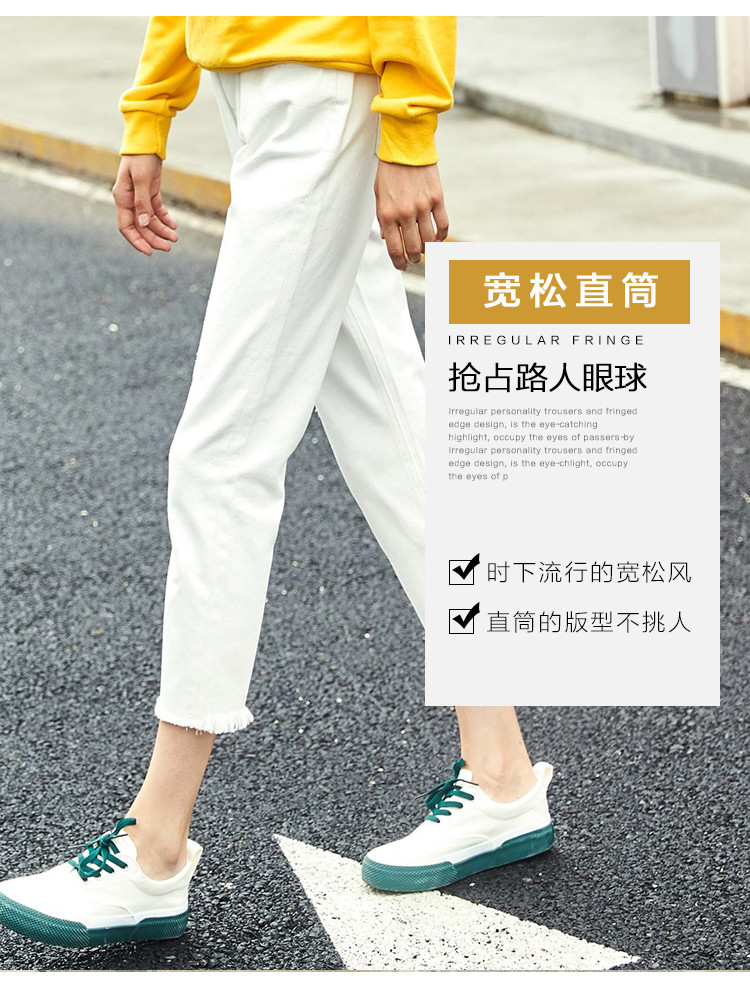 宽松直筒
IRREGULAR FRINGE
抢占路人眼球
Irregular personality trousers and fringed
edge design, is the eye-catching
highlight, occupy the eyes of passers-by
Irregular personality trousers and fringed
edge design, is the eye-chlight, occupy
the eyes of p
时下流行的宽松风
直筒的版型不挑人